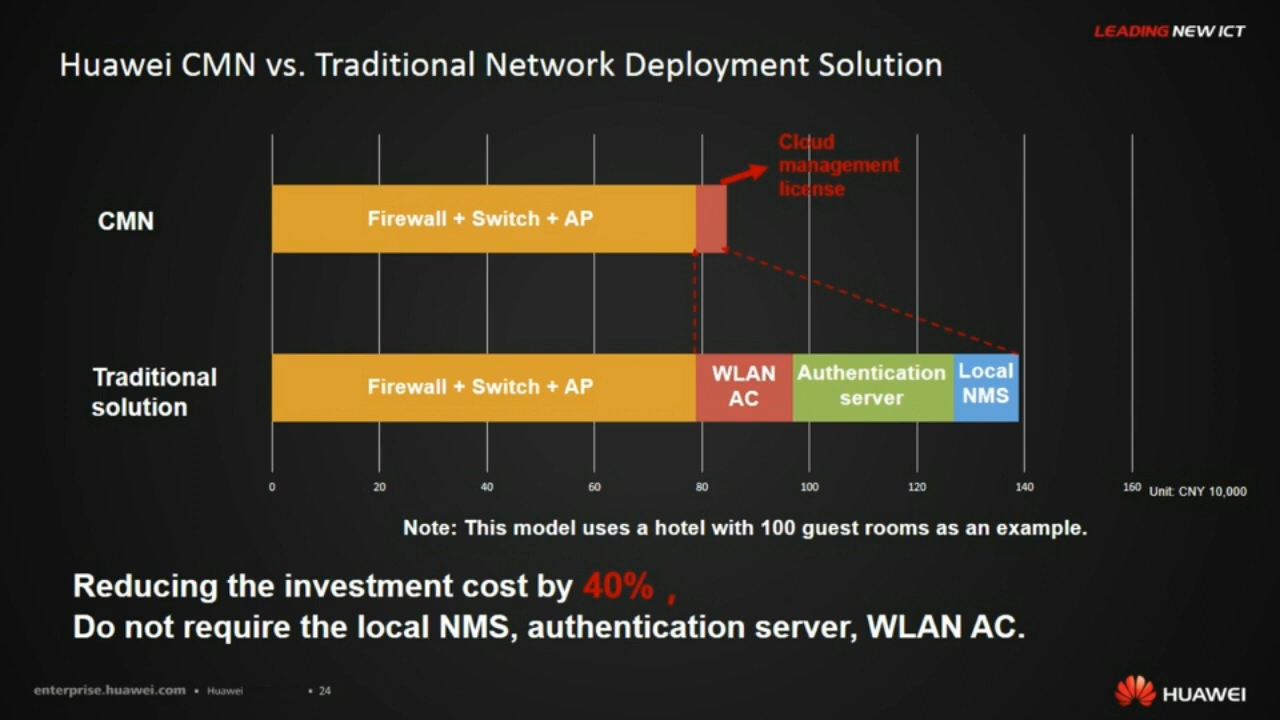 LEADING NEW ICT
Huawei CMN vs. Traditional Network Deployment Solution
Cloud
management
license
CMN
Firewall + Switch + AP
Traditional
solution
Firewall + Switch + AP
WLAN
AC
Authentication
server
Local
NMS
0 20 40 60 80 100 120 140 160 Unit: CNY 10,000
Note: This model uses a hotel with 100 guest rooms as an example.
Reducing the investment cost by 40% ,
Do not require the local NMS, authentication server, WLAN AC.
enterprise.huawei.com • Huawei • 24
HUAWEI